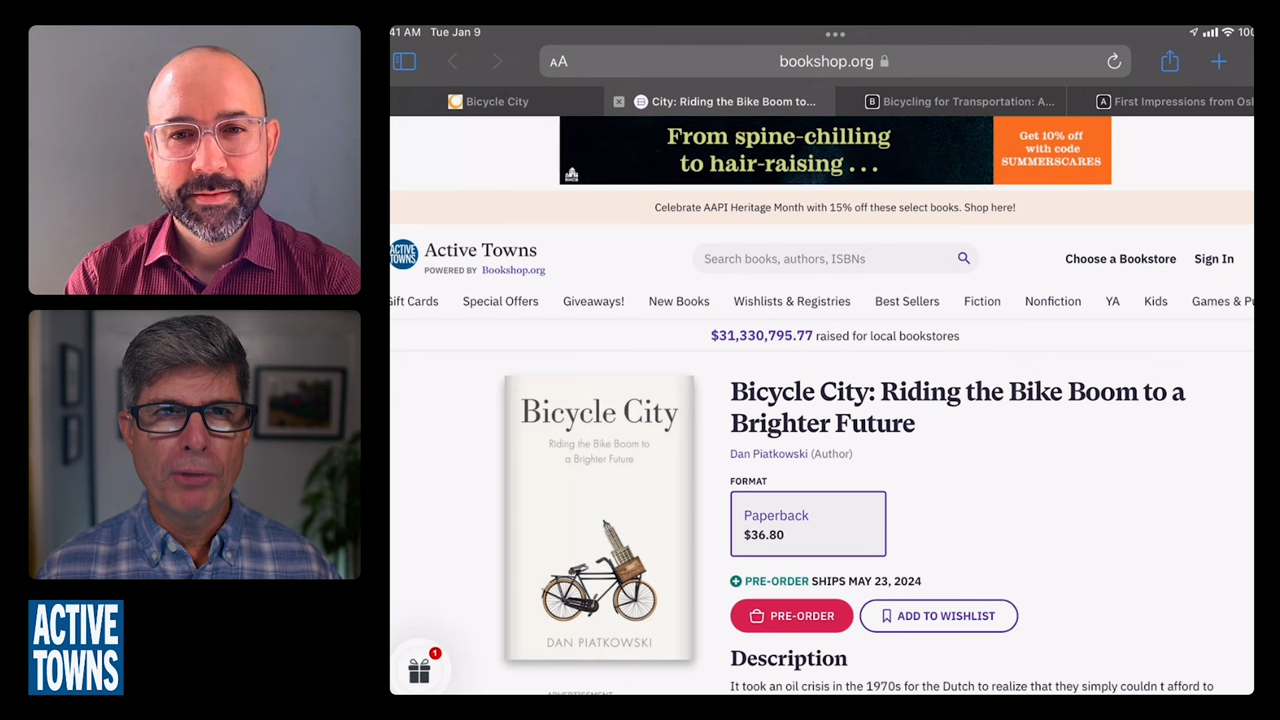 41 AM Tue Jan 9
100
AA bookshop.org
Bicycle City
City: Riding the Bike Boom to...
Bicycling for Transportation: A...
First Impressions from Osl
From spine-chilling
to hair-raising . . .
Get 10% off
with code
SUMMERSCARES
Celebrate AAPI Heritage Month with 15% off these select books. Shop here!
ACTIVE
TOWNS
Active Towns
POWERED BY Bookshop.org
Search books, authors, ISBNs
Choose a Bookstore Sign In
ift Cards Special Offers Giveaways! New Books Wishlists & Registries Best Sellers Fiction Nonfiction YA Kids Games & Pu
$31,330,795.77 raised for local bookstores
Bicycle City
Riding the Bike Boom to
a Brighter Future
DAN PIATKOWSKI
Bicycle City: Riding the Bike Boom to a
Brighter Future
Dan Piatkowski (Author)
FORMAT
Paperback
$36.80
PRE-ORDER SHIPS MAY 23, 2024
PRE-ORDER
ADD TO WISHLIST
Description
It took an oil crisis in the 1970s for the Dutch to realize that they simply couldn t afford to
1
ADVERTISEMENT
ACTIVE
TOWNS